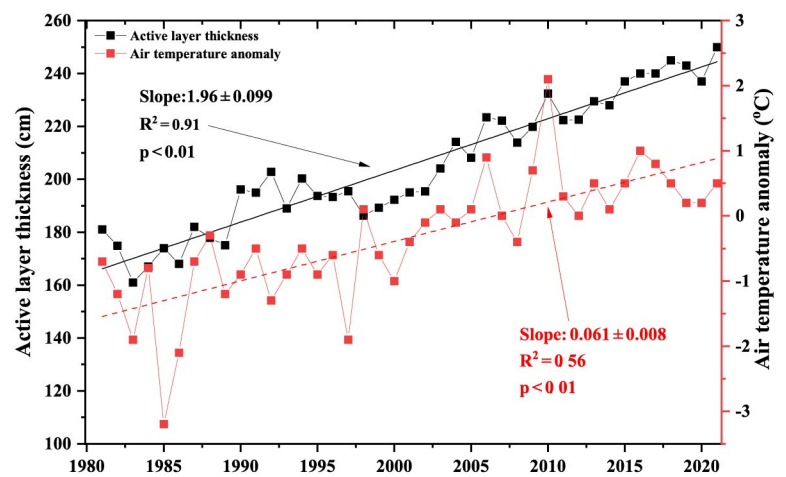 Active layer thickness
Air temperature anomaly
Slope:1.96±0.099
R²=0.91
p<0.01
Slope: 0.061±0.008
R²=0 56
p<0 01
Active layer thickness (cm)
260
240
220
200
180
160
140
120
100
Air temperature anomaly (⁰C)
3
2
1
0
-1
-2
-3
1980 1985 1990 1995 2000 2005 2010 2015 2020